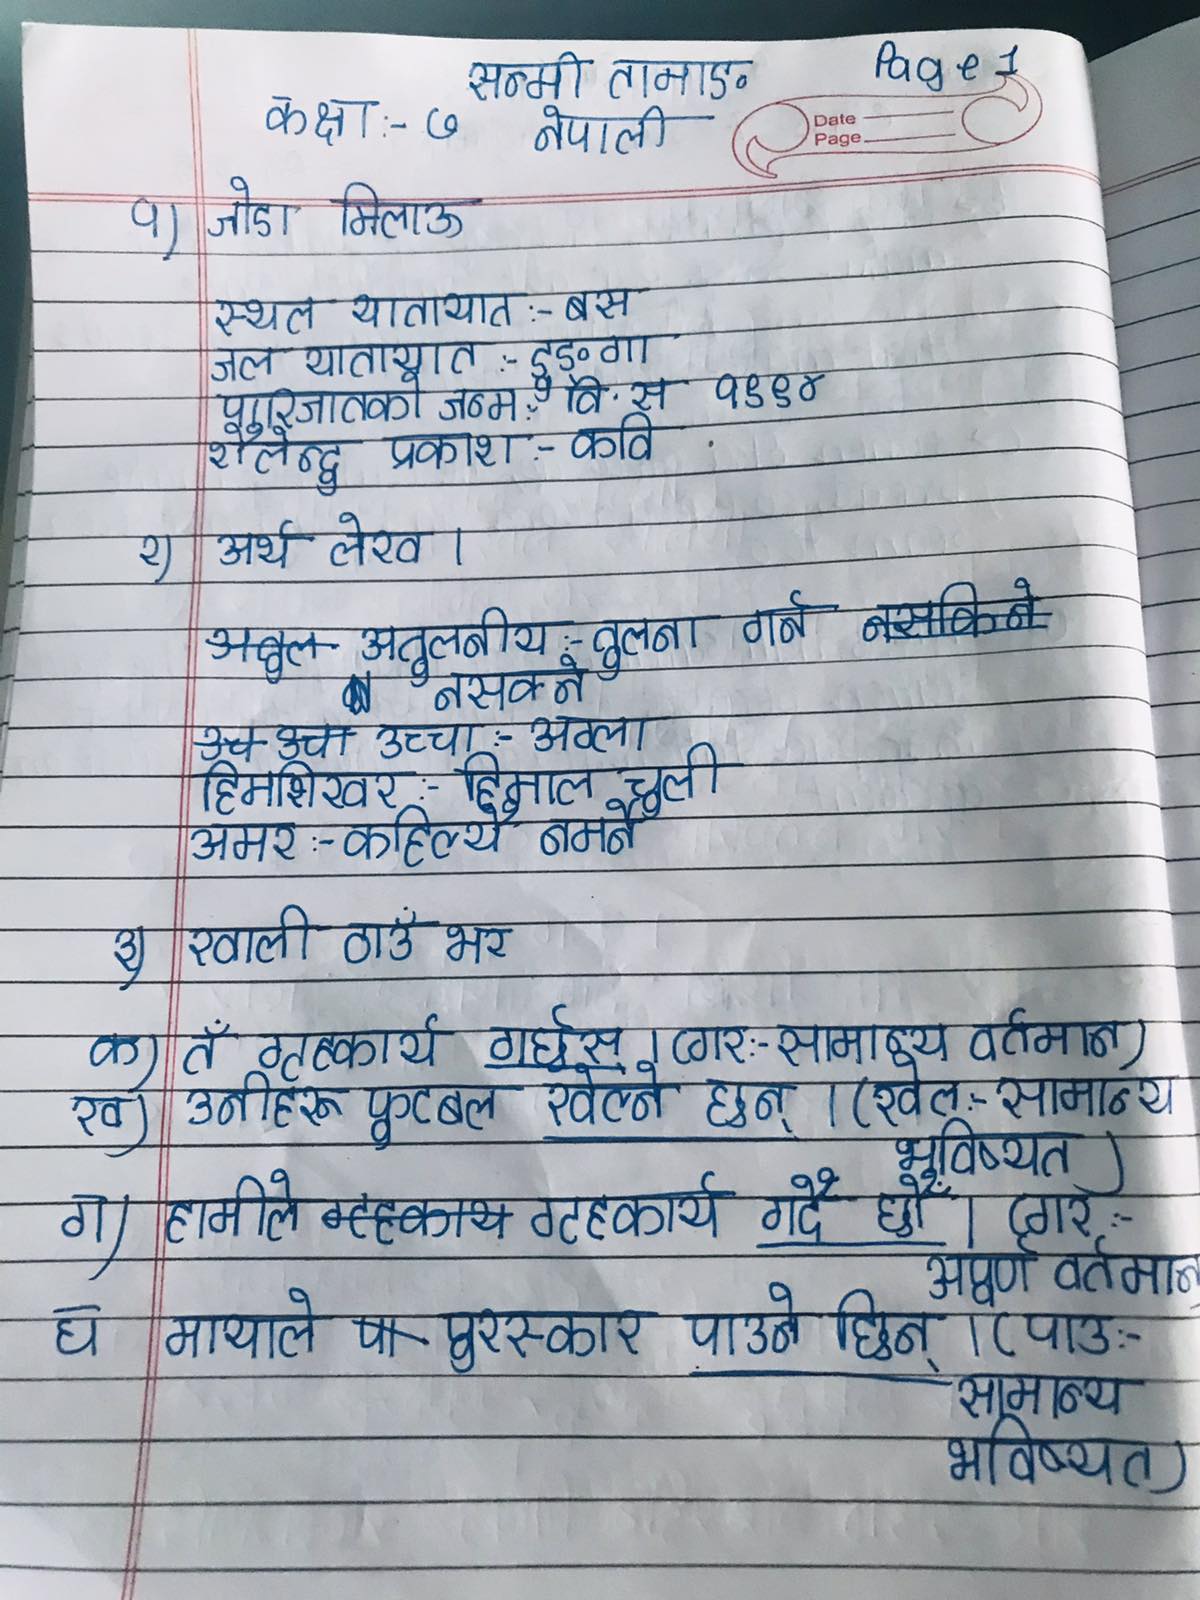 सन्मी तामाङ Page 1
कक्षा :- ७ नेपाली
Date
Page
१) जोडा मिलाऊ
स्थल यातायात :- बस
जल यातायात :- डुङगा
पारिजातको जन्म :- वि.स १९९४
शैलेन्द्र प्रकाश :- कवि
२) अर्थ लेख ।
अतुल अतुलनीय :- तुलना गर्न नसकिने
नसक्ने
उच उचा उच्चा :- अग्ला
हिमशिखर :- हिमाल चुली
अमर :- कहिल्यै नमर्ने
३) खाली ठाउँ भर
क) तँ गृहकार्य गर्छस् । (गर :- सामान्य वर्तमान)
ख) उनीहरू फुटबल खेल्ने छन् । (खेल :- सामान्य
भविष्यत)
ग) हामीले गृहकाय गृहकार्य गर्दै छौँ । (गर :-
अपूर्ण वर्तमान
घ मायाले पा पुरस्कार पाउने छिन् । (पाउ :-
सामान्य
भविष्यत)